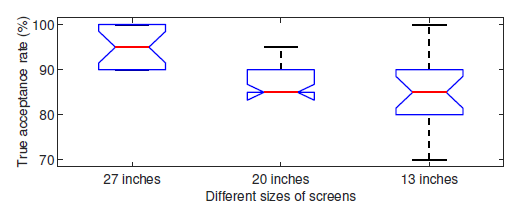 True acceptance rate (%)
100
90
80
70
27 inches
20 inches
13 inches
Different sizes of screens